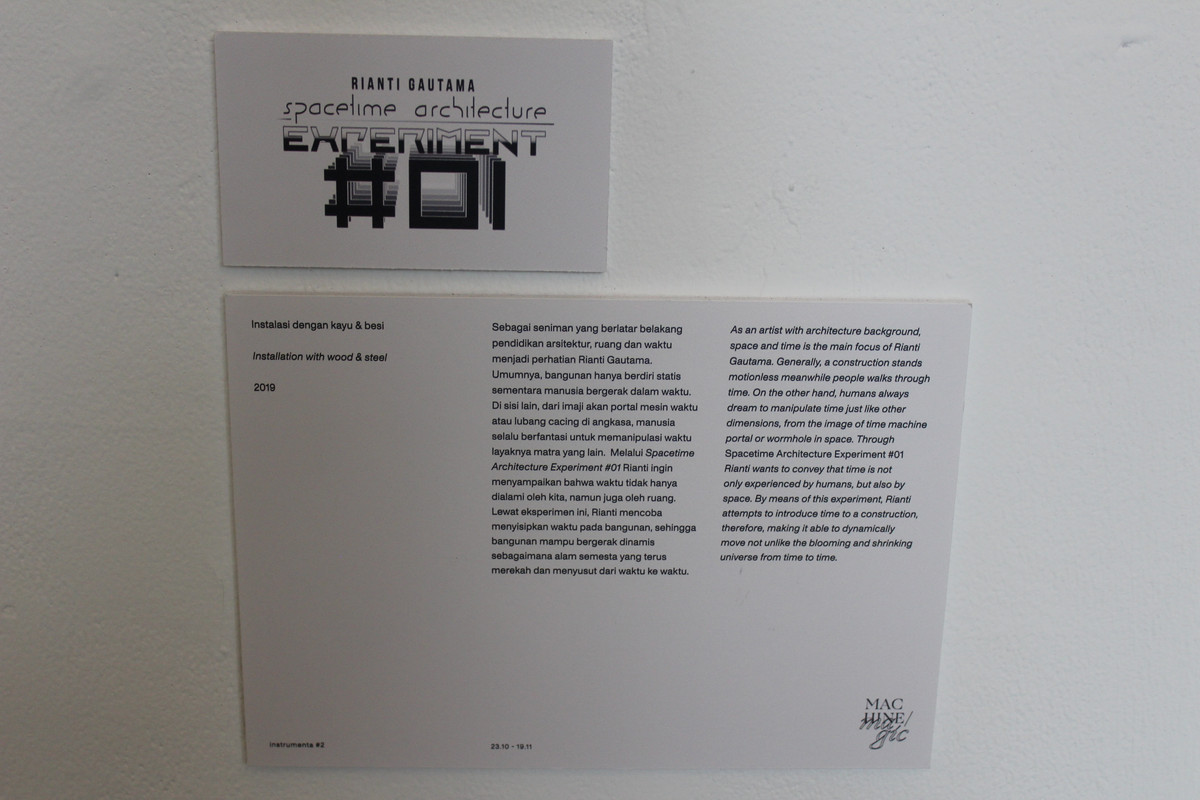 RIANTI GAUTAMA
spacetime architecture
EXPERIMENT
#01
Instalasi dengan kayu & besi
Installation with wood & steel
2019
Sebagai seniman yang berlatar belakang
pendidikan arsitektur, ruang dan waktu
menjadi perhatian Rianti Gautama.
Umumnya, bangunan hanya berdiri statis
sementara manusia bergerak dalam waktu.
Di sisi lain, dari imaji akan portal mesin waktu
atau lubang cacing di angkasa, manusia
selalu berfantasi untuk memanipulasi waktu
layaknya matra yang lain. Melalui Spacetime
Architecture Experiment #01 Rianti ingin
menyampaikan bahwa waktu tidak hanya
dialami oleh kita, namun juga oleh ruang.
Lewat eksperimen ini, Rianti mencoba
menyisipkan waktu pada bangunan, sehingga
bangunan mampu bergerak dinamis
sebagaimana alam semesta yang terus
merekah dan menyusut dari waktu ke waktu.
As an artist with architecture background,
space and time is the main focus of Rianti
Gautama. Generally, a construction stands
motionless meanwhile people walks through
time. On the other hand, humans always
dream to manipulate time just like other
dimensions, from the image of time machine
portal or wormhole in space. Through
Spacetime Architecture Experiment #01
Rianti wants to convey that time is not
only experienced by humans, but also by
space. By means of this experiment, Rianti
attempts to introduce time to a construction,
therefore, making it able to dynamically
move not unlike the blooming and shrinking
universe from time to time.
instrumenta #2
23.10 - 19.11
MAC
HINE/
ma
gic